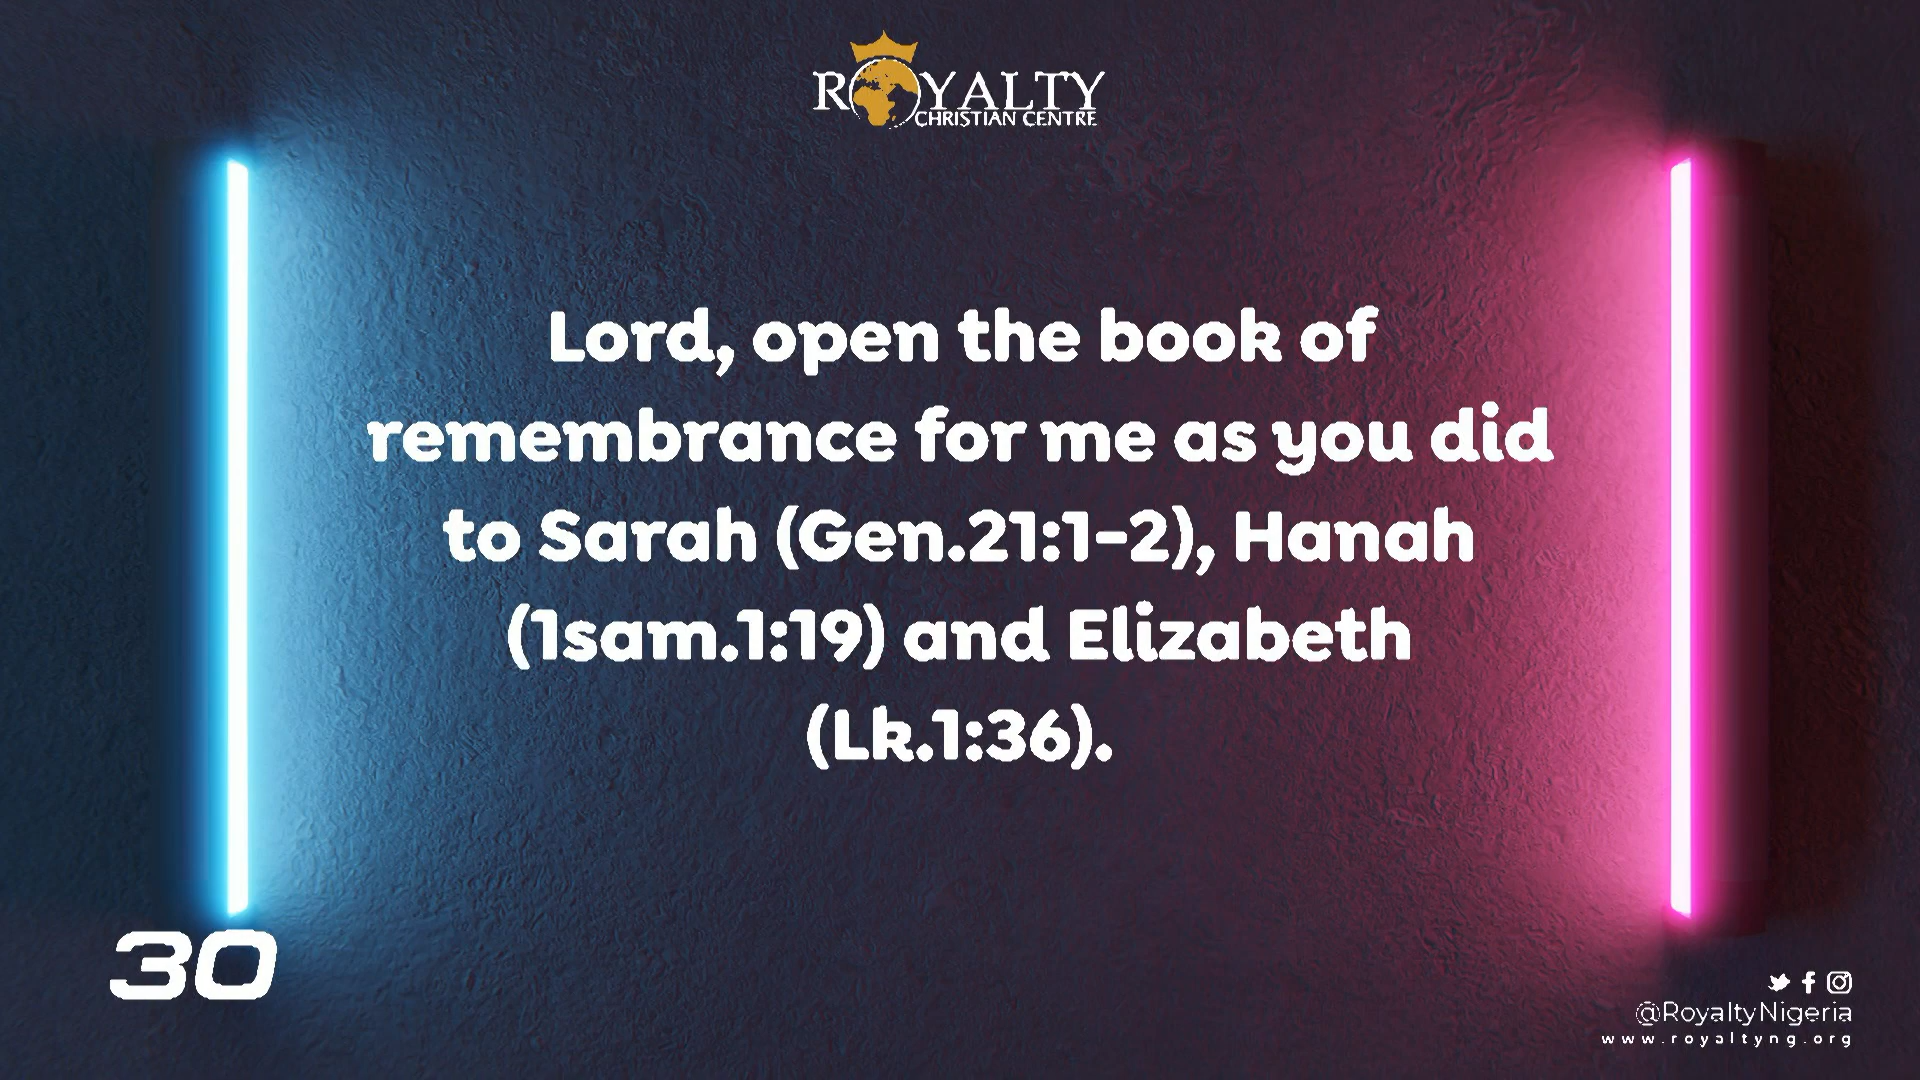 ROYALTY
CHRISTIAN CENTRE
Lord, open the book of
remembrance for me as you did
to Sarah (Gen.21:1-2), Hanah
(1sam.1:19) and Elizabeth
(Lk.1:36).
30
@RoyaltyNigeria
www.royaltyng.org